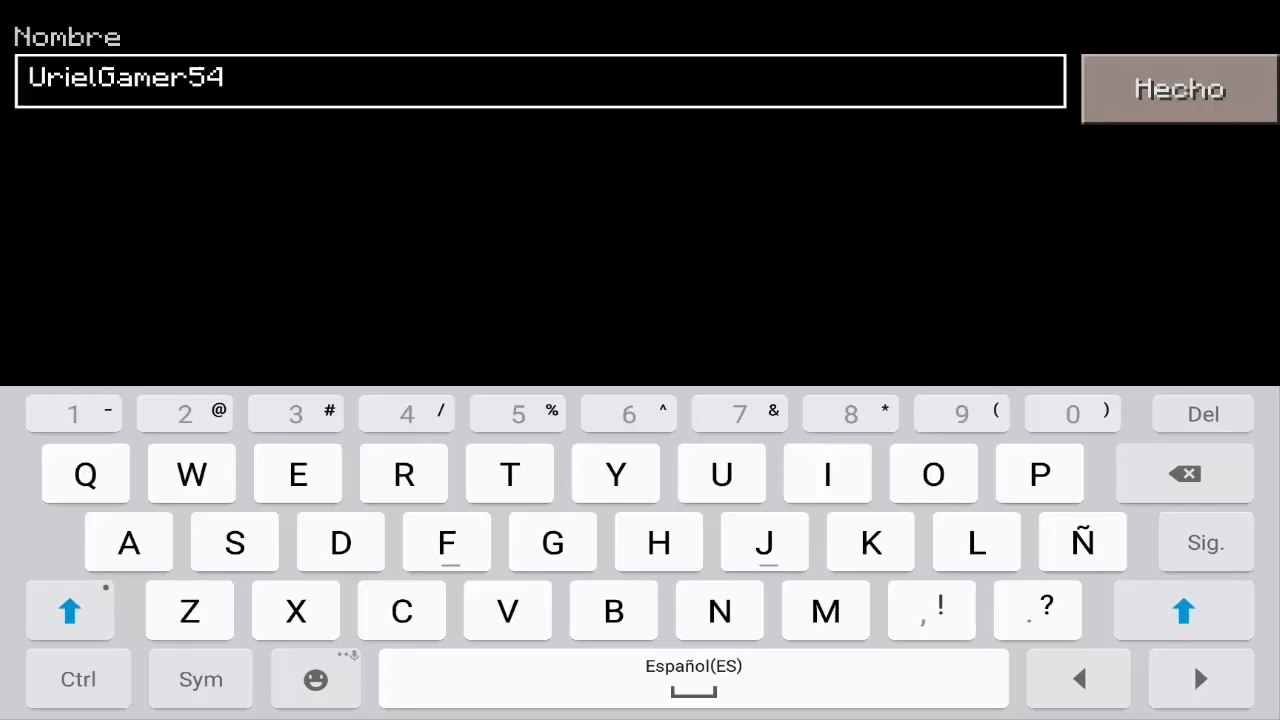 Nombre
UrielGamer54
Hecho
1 - 2 @ 3 # 4 / 5 % 6 ^ 7 & 8 * 9 ( 0 ) Del
Q W E R T Y U I O P
A S D F G H J K L Ñ Sig.
Z X C V B N M , ! . ?
Ctrl Sym Español(ES)